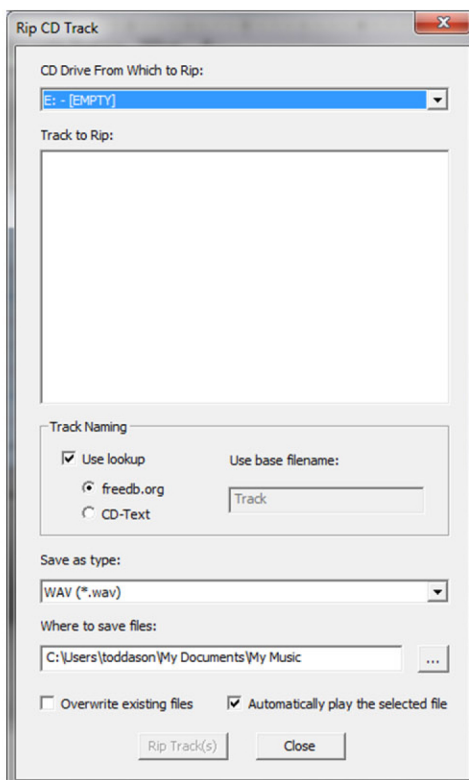 Rip CD Track
CD Drive From Which to Rip:
E: - [EMPTY]
Track to Rip:
Track Naming
Use lookup
Use base filename:
freedb.org
Track
CD-Text
Save as type:
WAV (*.wav)
Where to save files:
C:\Users\toddason\My Documents\My Music
...
Overwrite existing files
Automatically play the selected file
Rip Track(s)
Close